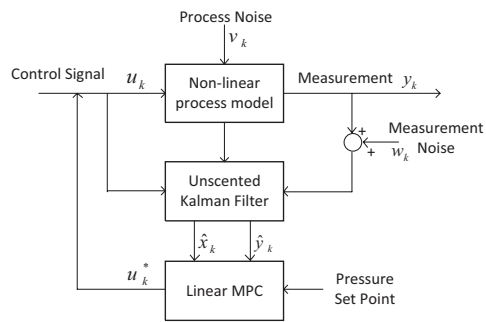 Process Noise
v_k
Control Signal
u_k
Non-linear
process model
Measurement
y_k
+
+
w_k
Measurement
Noise
Unscented
Kalman Filter
x̂_k
ŷ_k
u_k^*
Linear MPC
Pressure
Set Point